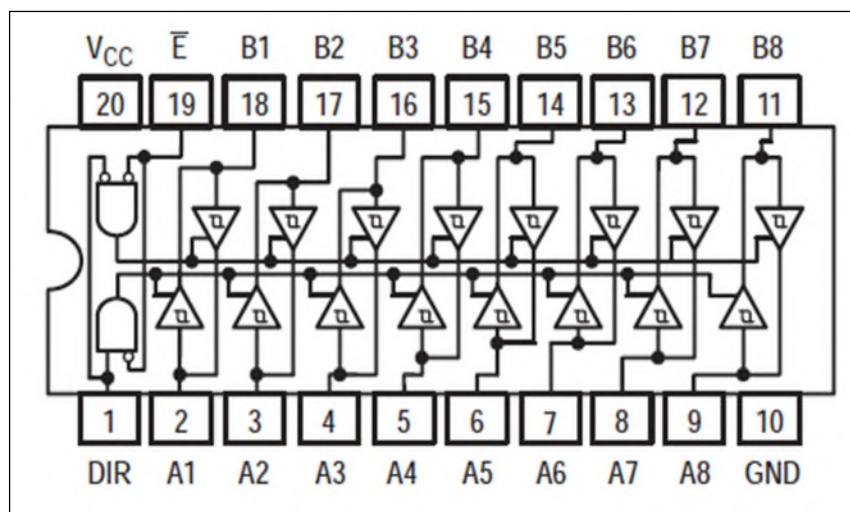 V_CC E̅ B1 B2 B3 B4 B5 B6 B7 B8
20 19 18 17 16 15 14 13 12 11
1 2 3 4 5 6 7 8 9 10
DIR A1 A2 A3 A4 A5 A6 A7 A8 GND